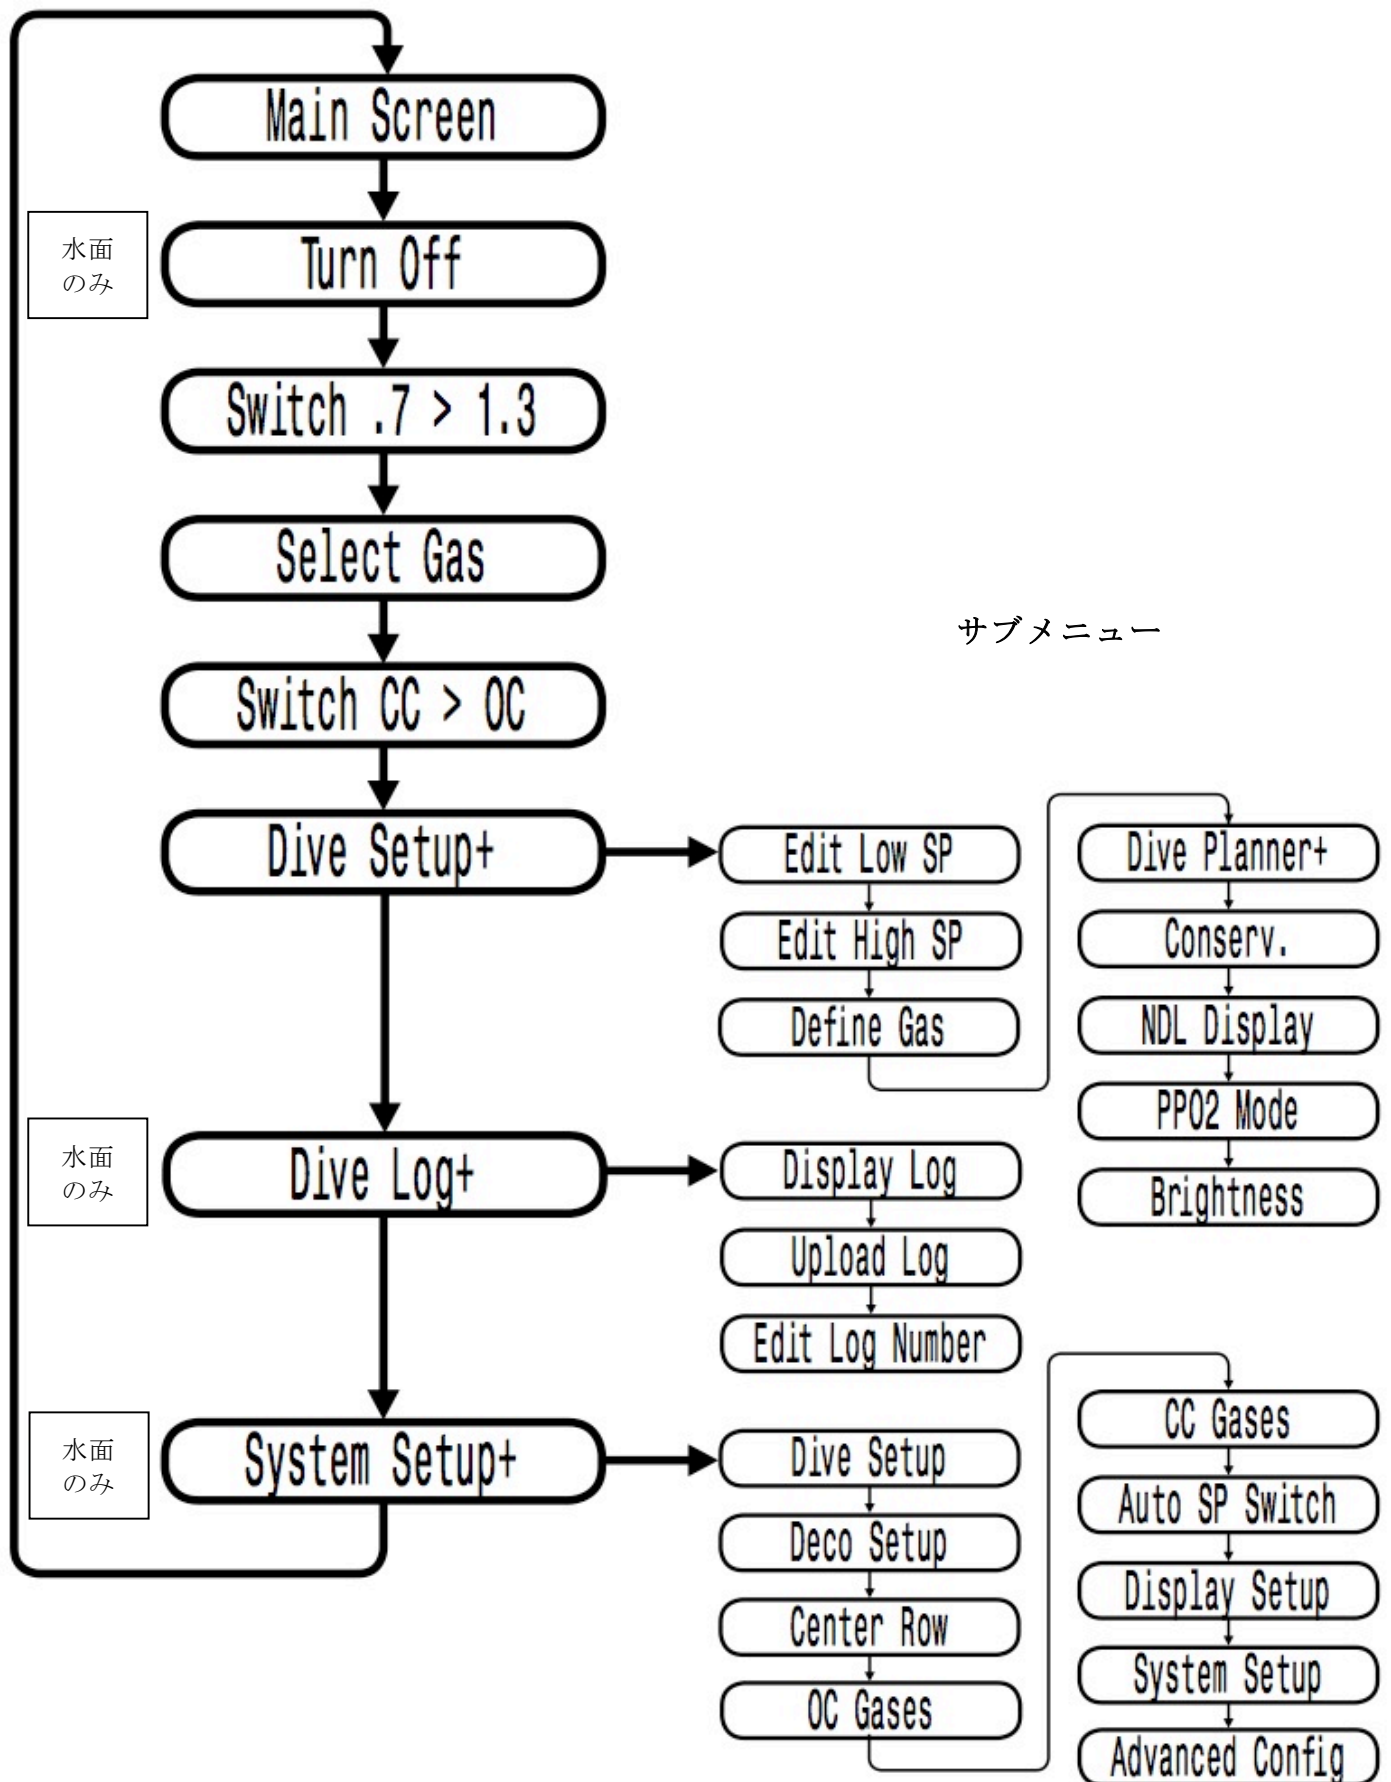 Main Screen
水面
のみ
Turn Off
Switch .7 > 1.3
Select Gas
サブメニュー
Switch CC > OC
Dive Setup+
Edit Low SP
Edit High SP
Define Gas
Dive Planner+
Conserv.
NDL Display
PPO2 Mode
Brightness
水面
のみ
Dive Log+
Display Log
Upload Log
Edit Log Number
水面
のみ
System Setup+
Dive Setup
Deco Setup
Center Row
OC Gases
CC Gases
Auto SP Switch
Display Setup
System Setup
Advanced Config